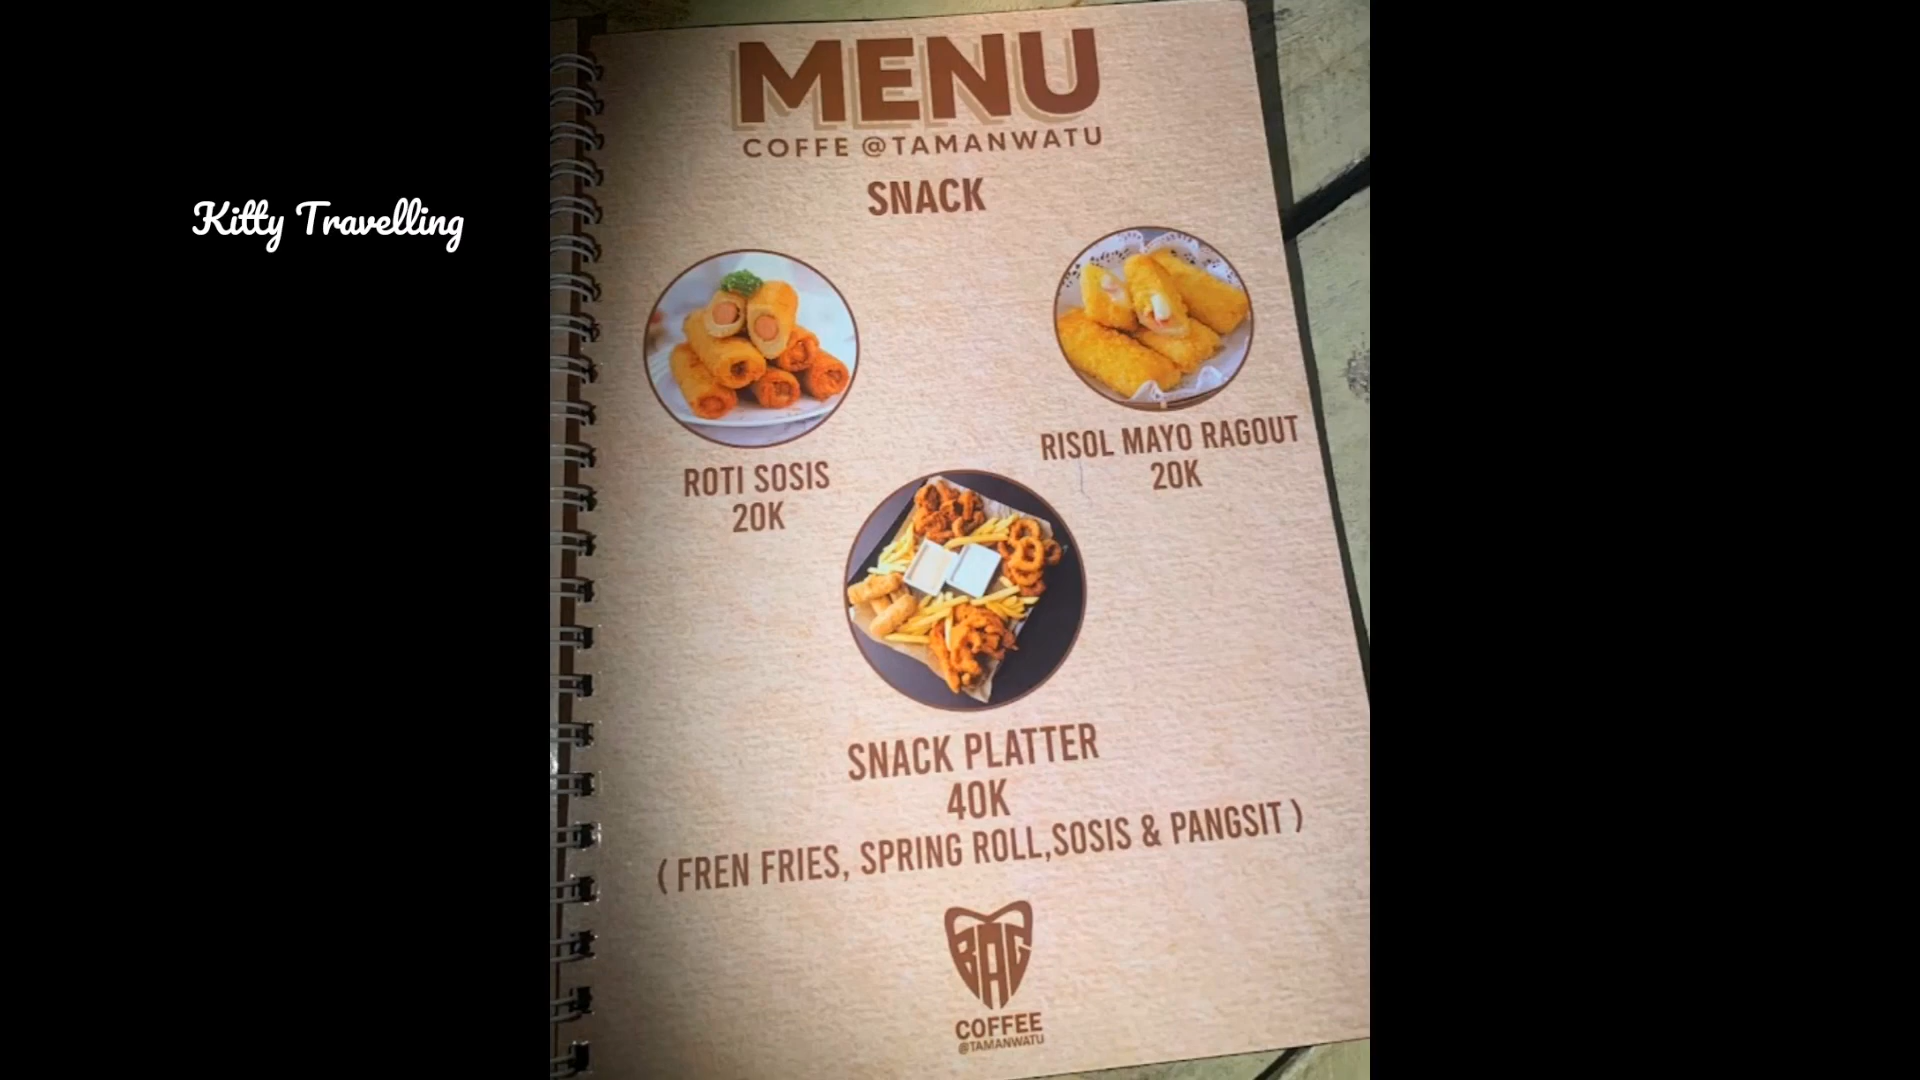 Kitty Travelling
MENU
COFFE @TAMANWATU
SNACK
ROTI SOSIS
20K
RISOL MAYO RAGOUT
20K
SNACK PLATTER
40K
( FREN FRIES, SPRING ROLL,SOSIS & PANGSIT )
BAG
COFFEE
@TAMANWATU